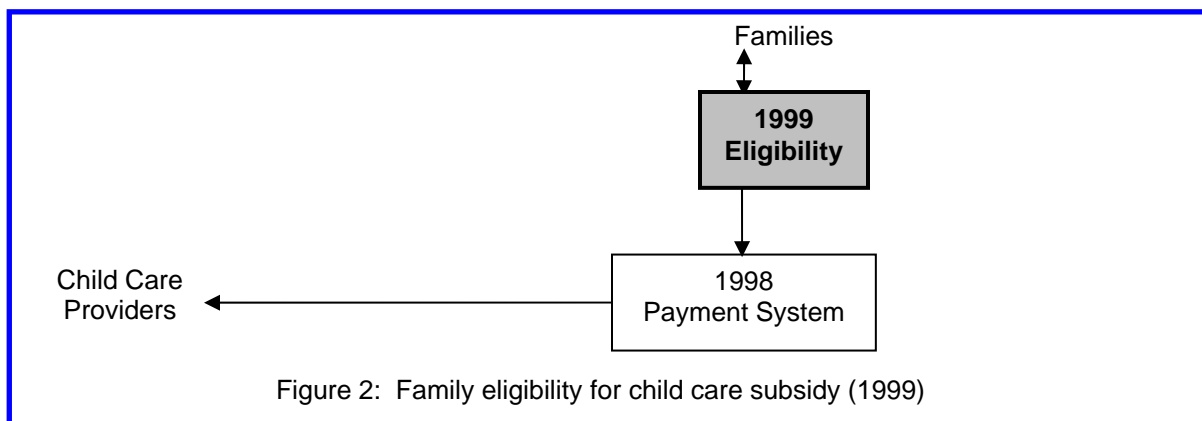 Families
1999
Eligibility
Child Care
Providers
1998
Payment System
Figure 2:  Family eligibility for child care subsidy (1999)